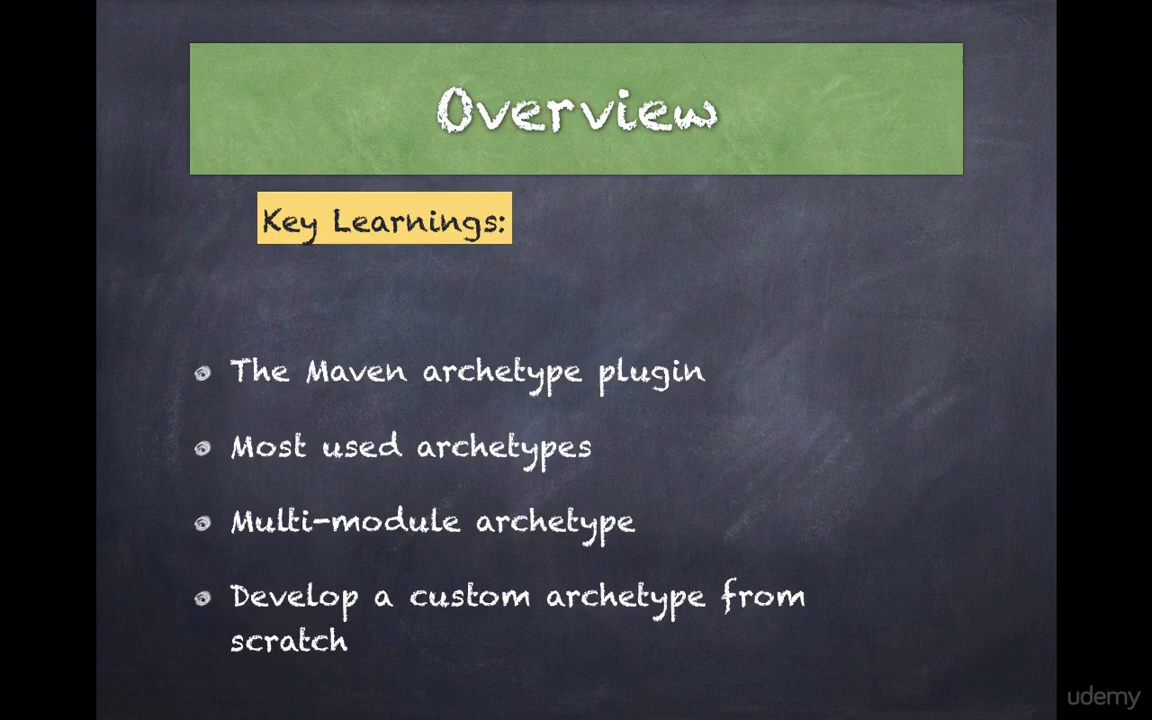 Overview
Key Learnings:
The Maven archetype plugin
Most used archetypes
Multi-module archetype
Develop a custom archetype from
scratch
udemy